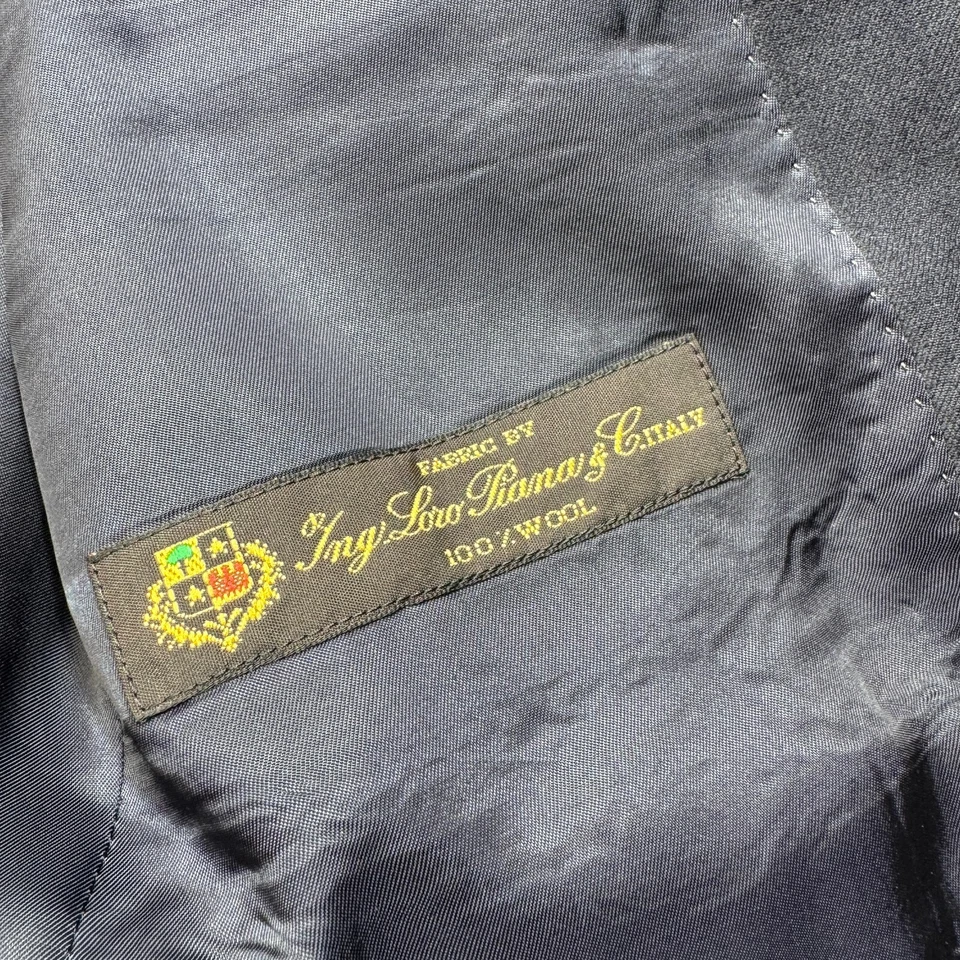 FABRIC BY
Ing. Loro Piana & C. ITALY
100% WOOL